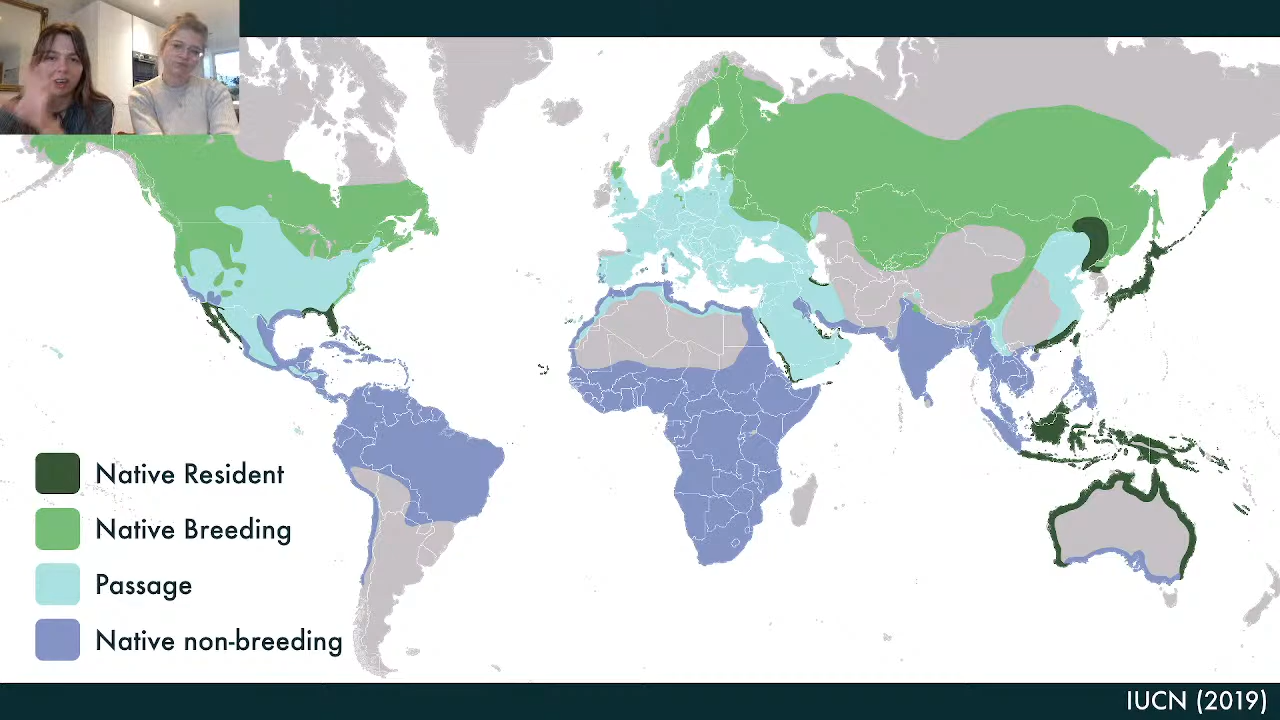 Native Resident
Native Breeding
Passage
Native non-breeding
IUCN (2019)